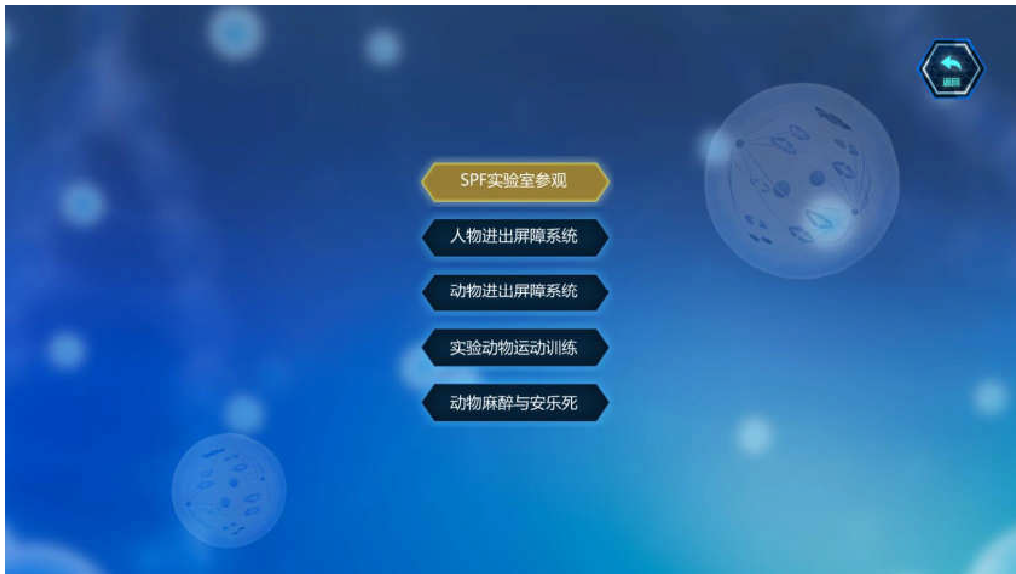 SPF实验室参观
人物进出屏障系统
动物进出屏障系统
实验动物运动训练
动物麻醉与安乐死